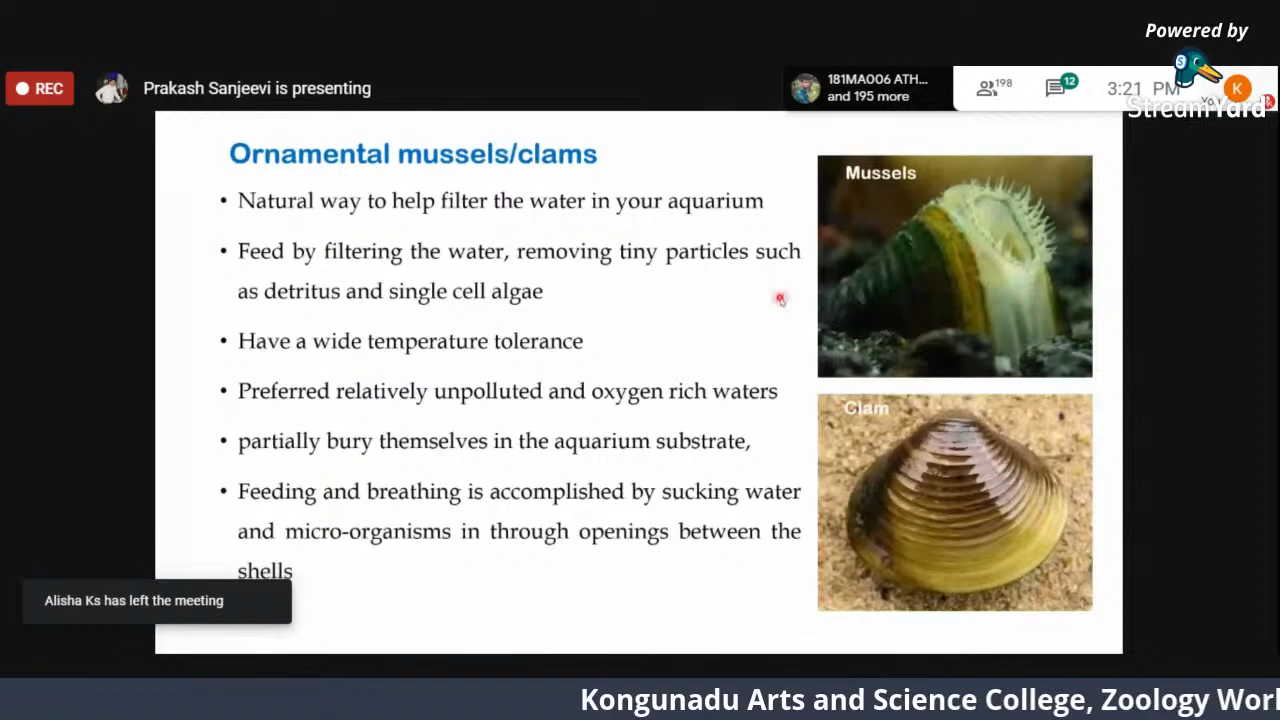 Powered by
REC
Prakash Sanjeevi is presenting
181MA006 ATH...
and 195 more
198
12
3:21 PM
You
K
StreamYard
Ornamental mussels/clams
• Natural way to help filter the water in your aquarium
• Feed by filtering the water, removing tiny particles such
as detritus and single cell algae
• Have a wide temperature tolerance
• Preferred relatively unpolluted and oxygen rich waters
• partially bury themselves in the aquarium substrate,
• Feeding and breathing is accomplished by sucking water
and micro-organisms in through openings between the
shells
Mussels
Clam
Alisha Ks has left the meeting
Kongunadu Arts and Science College, Zoology Wor